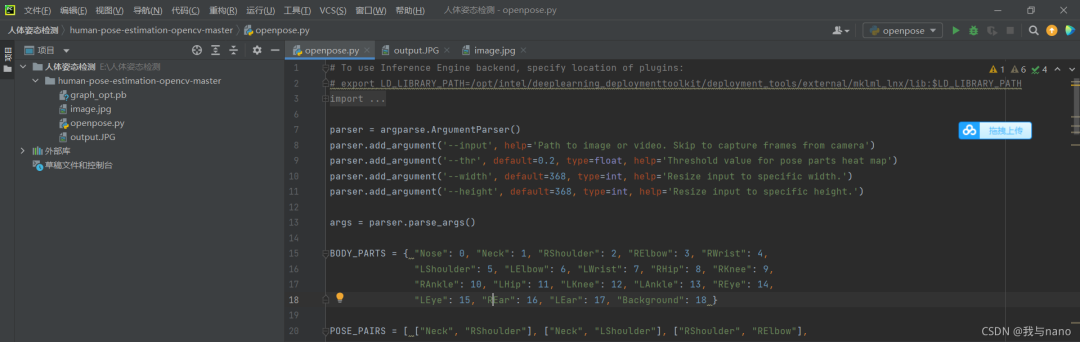 文件(F) 编辑(E) 视图(V) 导航(N) 代码(C) 重构(R) 运行(U) 工具(T) VCS(S) 窗口(W) 帮助(H) 人体姿态检测 - openpose.py
人体姿态检测 human-pose-estimation-opencv-master openpose.py openpose
项目 openpose.py output.JPG image.jpg
人体姿态检测 E:\人体姿态检测
human-pose-estimation-opencv-master
graph_opt.pb
image.jpg
openpose.py
output.JPG
外部库
草稿文件和控制台
1 # To use Inference Engine backend, specify location of plugins:
1 6 4
2 # export LD_LIBRARY_PATH=/opt/intel/deeplearning_deploymenttoolkit/deployment_tools/external/mklml_lnx/lib:$LD_LIBRARY_PATH
3 import ...
6
7 parser = argparse.ArgumentParser()
拖拽上传
8 parser.add_argument('--input', help='Path to image or video. Skip to capture frames from camera')
9 parser.add_argument('--thr', default=0.2, type=float, help='Threshold value for pose parts heat map')
10 parser.add_argument('--width', default=368, type=int, help='Resize input to specific width.')
11 parser.add_argument('--height', default=368, type=int, help='Resize input to specific height.')
12
13 args = parser.parse_args()
14
15 BODY_PARTS = { "Nose": 0, "Neck": 1, "RShoulder": 2, "RElbow": 3, "RWrist": 4,
16 "LShoulder": 5, "LElbow": 6, "LWrist": 7, "RHip": 8, "RKnee": 9,
17 "RAnkle": 10, "LHip": 11, "LKnee": 12, "LAnkle": 13, "REye": 14,
18 "LEye": 15, "REar": 16, "LEar": 17, "Background": 18 }
19
20 POSE_PAIRS = [ ["Neck", "RShoulder"], ["Neck", "LShoulder"], ["RShoulder", "RElbow"],
CSDN @我与nano